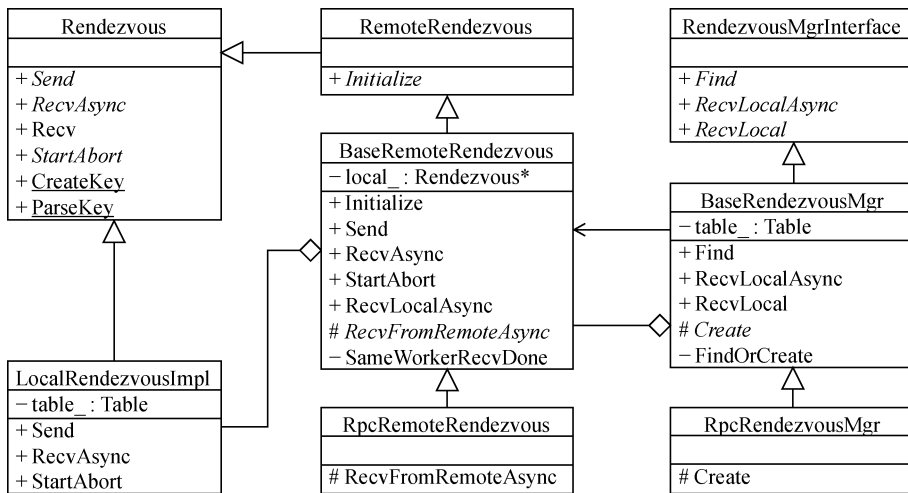 Rendezvous
+ Send
+ RecvAsync
+ Recv
+ StartAbort
+ CreateKey
+ ParseKey
RemoteRendezvous
+ Initialize
RendezvousMgrInterface
+ Find
+ RecvLocalAsync
+ RecvLocal
BaseRemoteRendezvous
− local_ : Rendezvous*
+ Initialize
+ Send
+ RecvAsync
+ StartAbort
+ RecvLocalAsync
# RecvFromRemoteAsync
− SameWorkerRecvDone
BaseRendezvousMgr
− table_ : Table
+ Find
+ RecvLocalAsync
+ RecvLocal
# Create
− FindOrCreate
LocalRendezvousImpl
− table_ : Table
+ Send
+ RecvAsync
+ StartAbort
RpcRemoteRendezvous
# RecvFromRemoteAsync
RpcRendezvousMgr
# Create